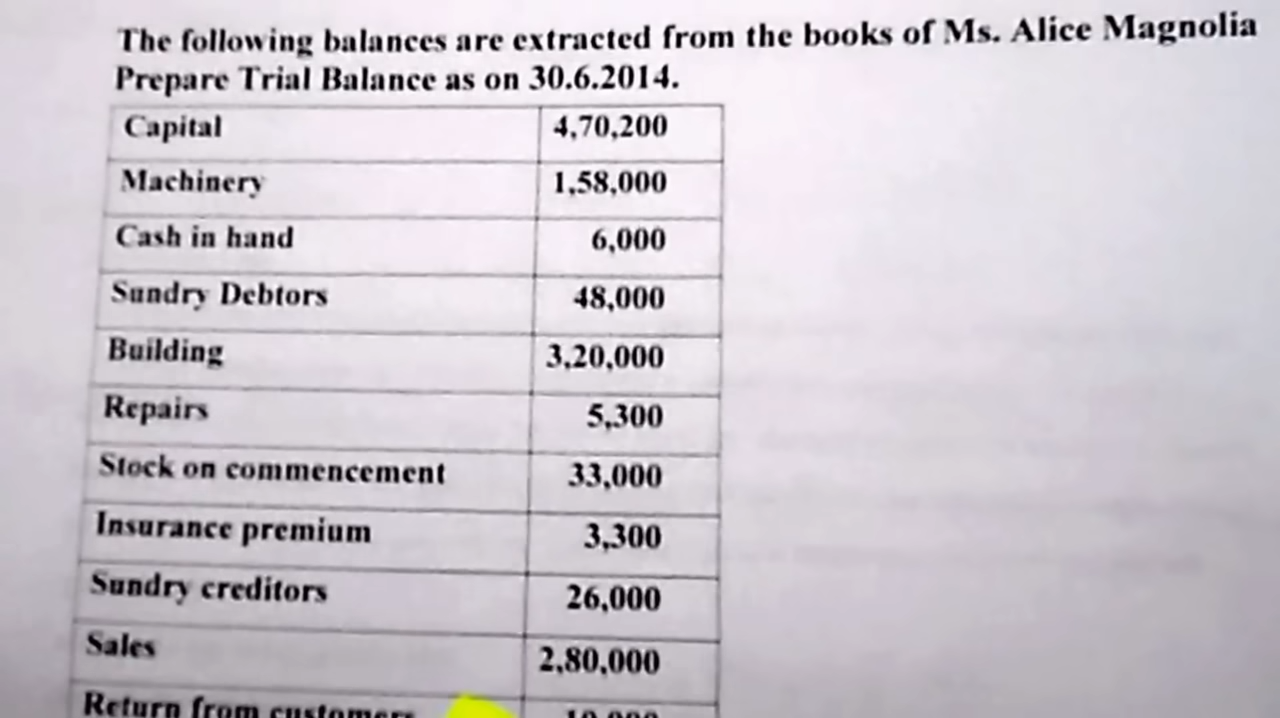 The following balances are extracted from the books of Ms. Alice Magnolia
Prepare Trial Balance as on 30.6.2014.
Capital 4,70,200
Machinery 1,58,000
Cash in hand 6,000
Sundry Debtors 48,000
Building 3,20,000
Repairs 5,300
Stock on commencement 33,000
Insurance premium 3,300
Sundry creditors 26,000
Sales 2,80,000
Return from customers